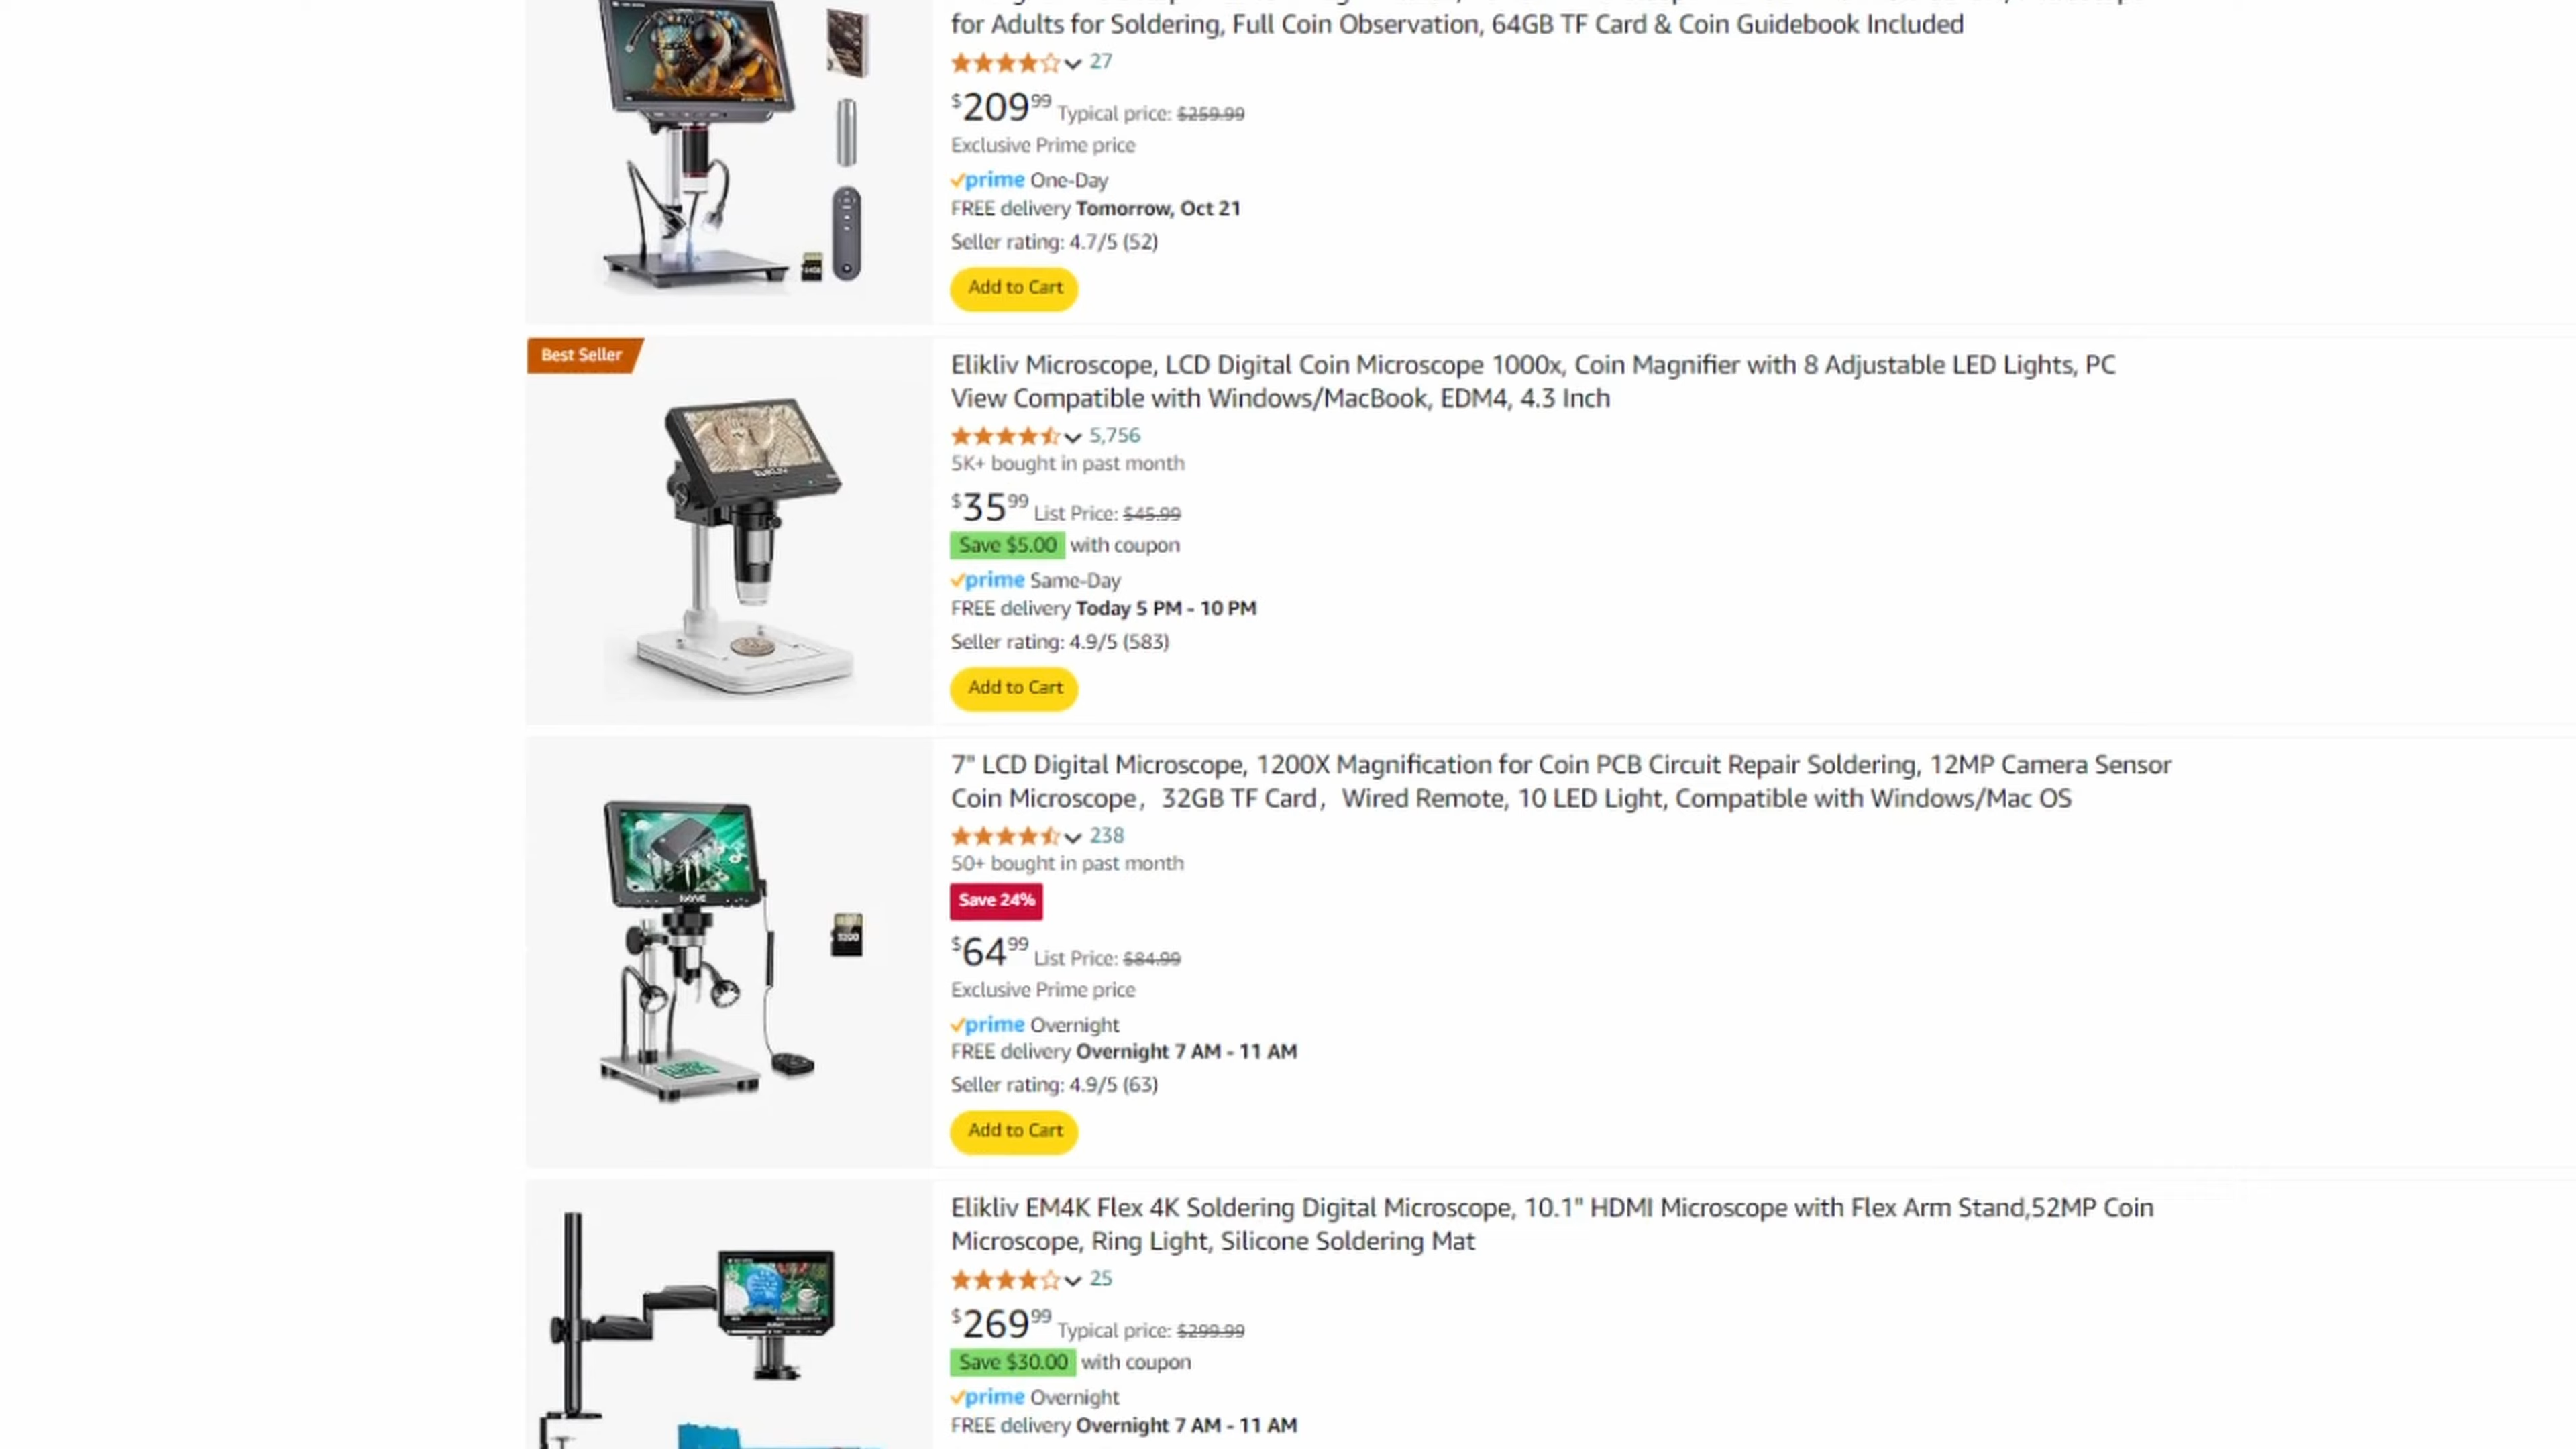 for Adults for Soldering, Full Coin Observation, 64GB TF Card & Coin Guidebook Included
27
$209.99 Typical price: $259.99
Exclusive Prime price
prime One-Day
FREE delivery Tomorrow, Oct 21
Seller rating: 4.7/5 (52)
Add to Cart
Best Seller
Elikliv Microscope, LCD Digital Coin Microscope 1000x, Coin Magnifier with 8 Adjustable LED Lights, PC
View Compatible with Windows/MacBook, EDM4, 4.3 Inch
5,756
5K+ bought in past month
$35.99 List Price: $45.99
Save $5.00 with coupon
prime Same-Day
FREE delivery Today 5 PM - 10 PM
Seller rating: 4.9/5 (583)
Add to Cart
7" LCD Digital Microscope, 1200X Magnification for Coin PCB Circuit Repair Soldering, 12MP Camera Sensor
Coin Microscope，32GB TF Card，Wired Remote, 10 LED Light, Compatible with Windows/Mac OS
238
50+ bought in past month
Save 24%
$64.99 List Price: $84.99
Exclusive Prime price
prime Overnight
FREE delivery Overnight 7 AM - 11 AM
Seller rating: 4.9/5 (63)
Add to Cart
Elikliv EM4K Flex 4K Soldering Digital Microscope, 10.1" HDMI Microscope with Flex Arm Stand,52MP Coin
Microscope, Ring Light, Silicone Soldering Mat
25
$269.99 Typical price: $299.99
Save $30.00 with coupon
prime Overnight
FREE delivery Overnight 7 AM - 11 AM